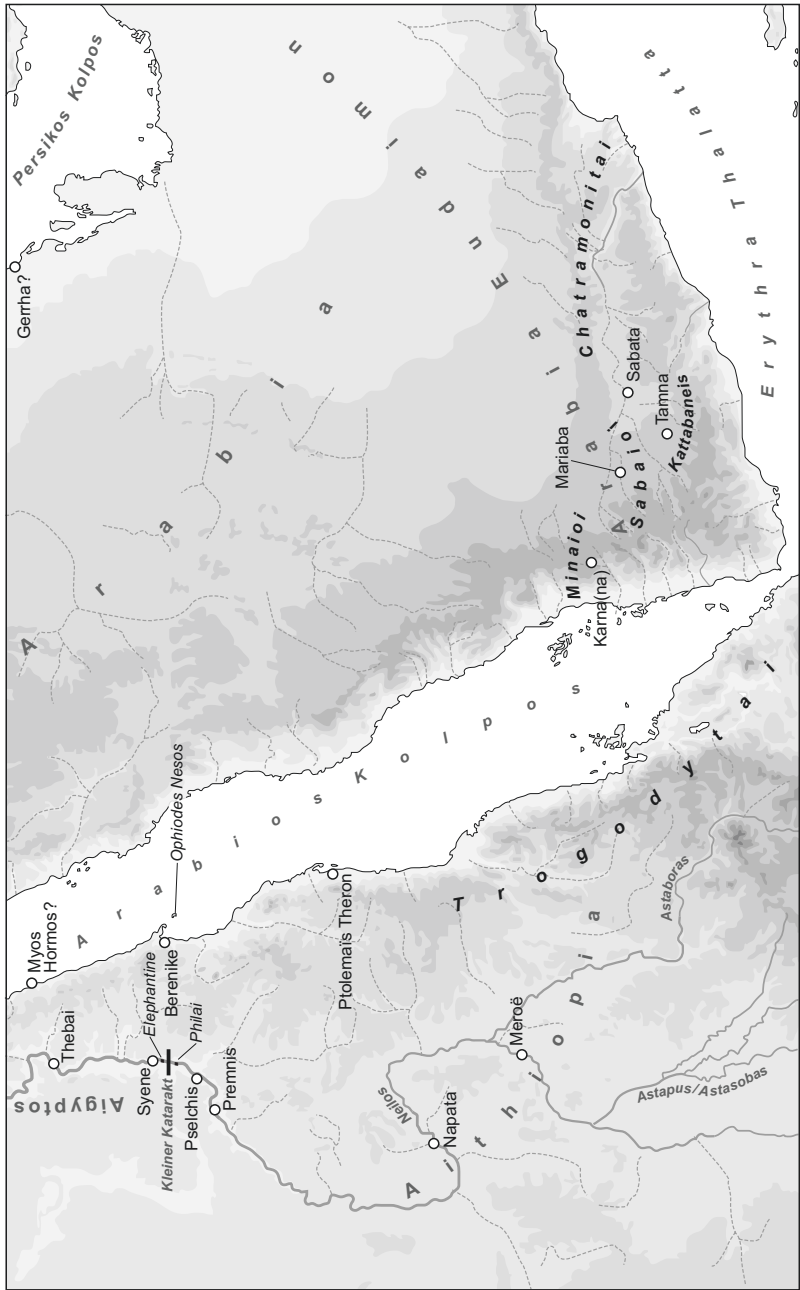 Persikos Kolpos
Gerrha?
Arabia
Arabia Eudaimon
Erythra Thalatta
Chatramonitai
Sabata
Tamna
Kattabaneis
Mariaba
Sabaioi
Minaioi
Karna(na)
Arabios Kolpos
Ophiodes Nesos
Myos
Hormos?
Berenike
Ptolemaïs Theron
Trogodytai
Thebai
Aigyptos
Syene
Elephantine
Philai
Kleiner Katarakt
Pselchis
Premnis
Neilos
Napata
Meroë
Aithiopia
Astaboras
Astapus/Astasobas